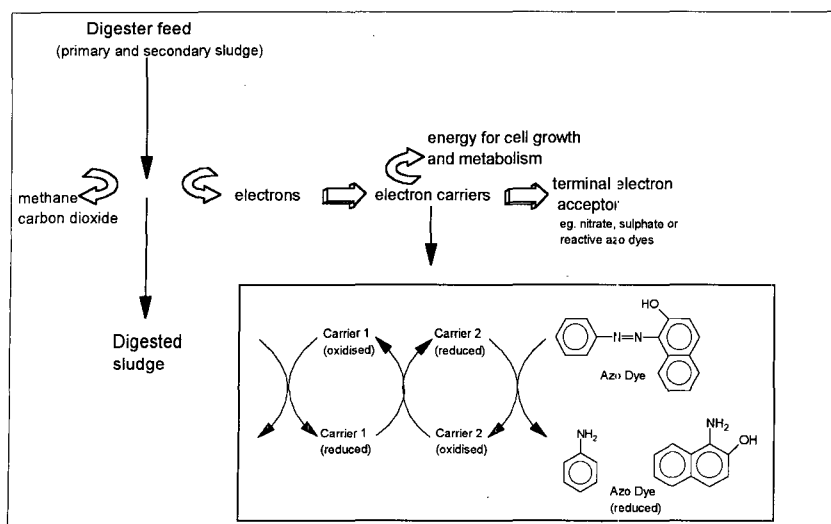 Digester feed
(primary and secondary sludge)
energy for cell growth
and metabolism
methane
carbon dioxide
electrons
electron carriers
terminal electron
acceptor
eg. nitrate, sulphate or
reactive azo dyes
Digested
sludge
Carrier 1
(oxidised)
Carrier 2
(reduced)
HO
N=N
Azo Dye
Carrier 1
(reduced)
Carrier 2
(oxidised)
NH2
NH2
OH
Azo Dye
(reduced)